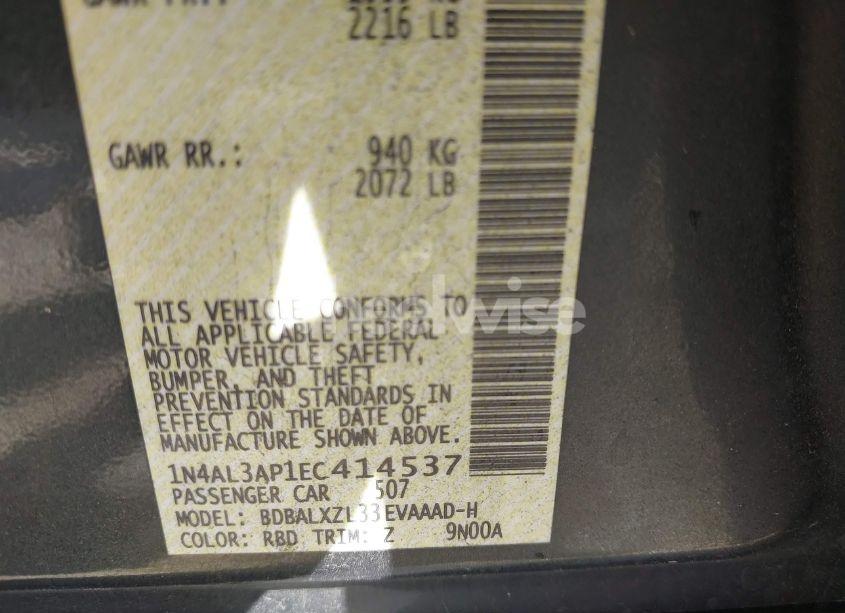 2216 LB
GAWR RR.: 940 KG
2072 LB
THIS VEHICLE CONFORMS TO
ALL APPLICABLE FEDERAL
MOTOR VEHICLE SAFETY,
BUMPER, AND THEFT
PREVENTION STANDARDS IN
EFFECT ON THE DATE OF
MANUFACTURE SHOWN ABOVE.
1N4AL3AP1EC414537
PASSENGER CAR 507
MODEL: BDBALXZL33EVAAAD-H
COLOR: RBD TRIM: Z 9N00A